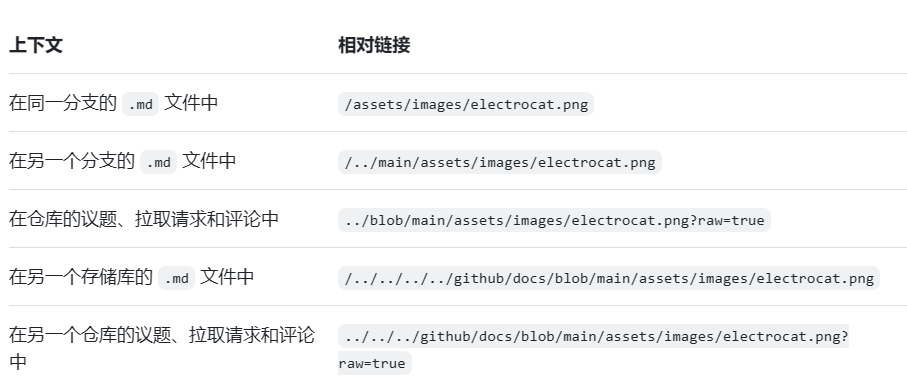 上下文 相对链接
在同一分支的 .md 文件中 /assets/images/electrocat.png
在另一个分支的 .md 文件中 /../main/assets/images/electrocat.png
在仓库的议题、拉取请求和评论中 ../blob/main/assets/images/electrocat.png?raw=true
在另一个存储库的 .md 文件中 /../../../../github/docs/blob/main/assets/images/electrocat.png
在另一个仓库的议题、拉取请求和评论 ../../../github/docs/blob/main/assets/images/electrocat.png?
中 raw=true